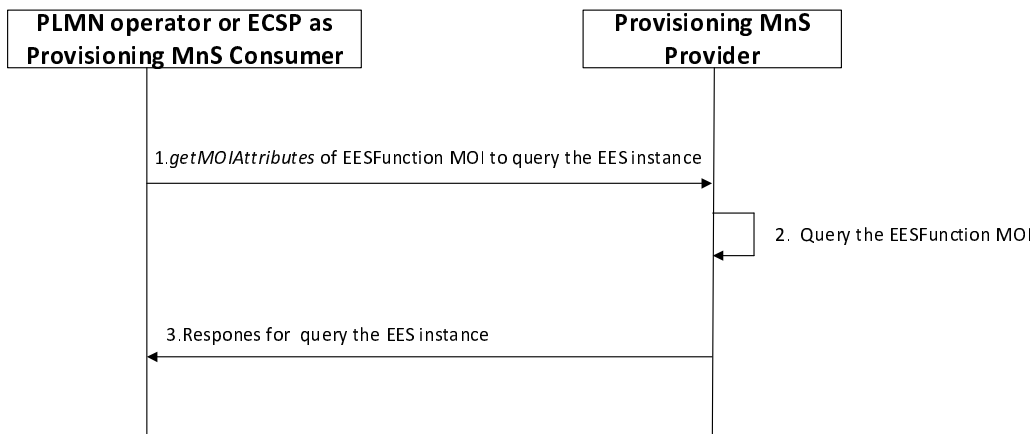 PLMN operator or ECSP as
Provisioning MnS Consumer
Provisioning MnS
Provider
1.getMOIAttributes of EESFunction MOI to query the EES instance
2. Query the EESFunction MOI
3.Respones for query the EES instance